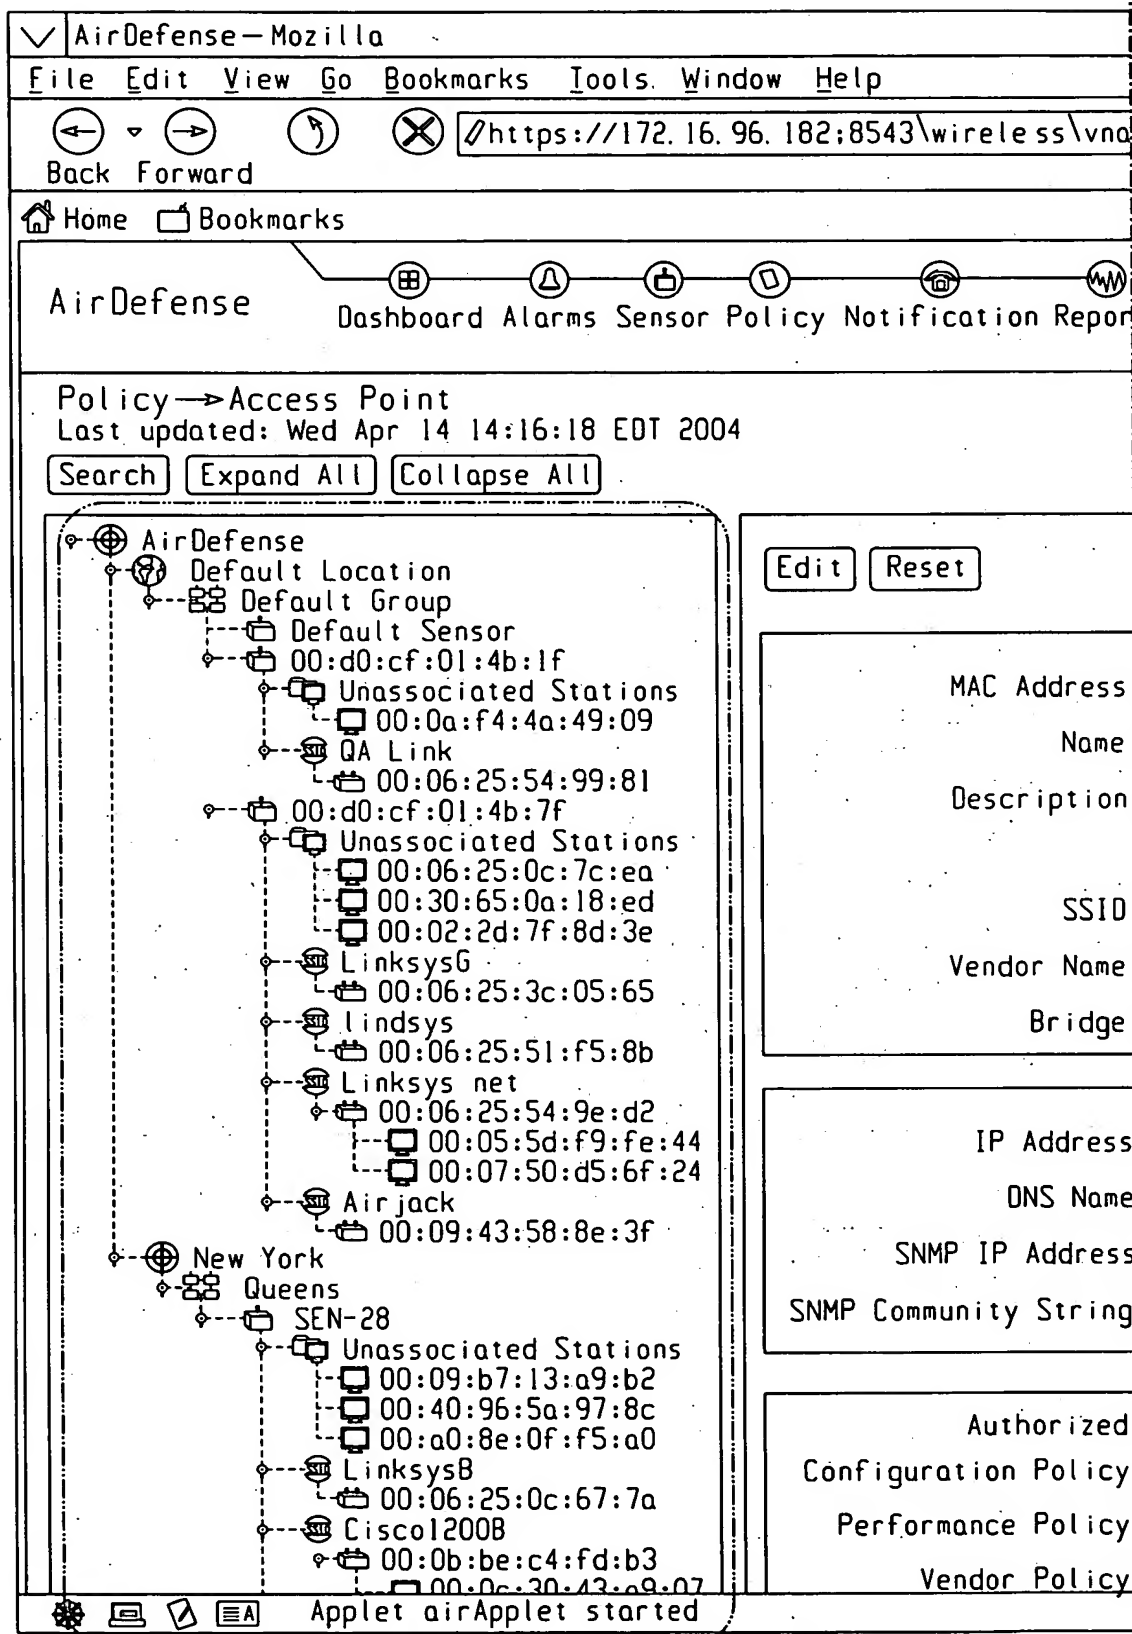 AirDefense—Mozilla
File Edit View Go Bookmarks Tools. Window Help
https://172.16.96.182:8543\wireless\vna
Back Forward
Home Bookmarks
AirDefense
Dashboard Alarms Sensor Policy Notification Repor
Policy→Access Point
Last updated: Wed Apr 14 14:16:18 EDT 2004
Search Expand All Collapse All
AirDefense
Default Location
Default Group
Default Sensor
00:d0:cf:01:4b:1f
Unassociated Stations
00:0a:f4:4a:49:09
QA Link
00:06:25:54:99:81
00:d0:cf:01:4b:7f
Unassociated Stations
00:06:25:0c:7c:ea
00:30:65:0a:18:ed
00:02:2d:7f:8d:3e
LinksysG
00:06:25:3c:05:65
lindsys
00:06:25:51:f5:8b
Linksys net
00:06:25:54:9e:d2
00:05:5d:f9:fe:44
00:07:50:d5:6f:24
Airjack
00:09:43:58:8e:3f
New York
Queens
SEN-28
Unassociated Stations
00:09:b7:13:a9:b2
00:40:96:5a:97:8c
00:a0:8e:0f:f5:a0
LinksysB
00:06:25:0c:67:7a
Cisco1200B
00:0b:be:c4:fd:b3
00:0c:30:43:a9:07
Edit Reset
MAC Address
Name
Description
SSID
Vendor Name
Bridge
IP Address
DNS Name
SNMP IP Address
SNMP Community String
Authorized
Configuration Policy
Performance Policy
Vendor Policy
A Applet airApplet started